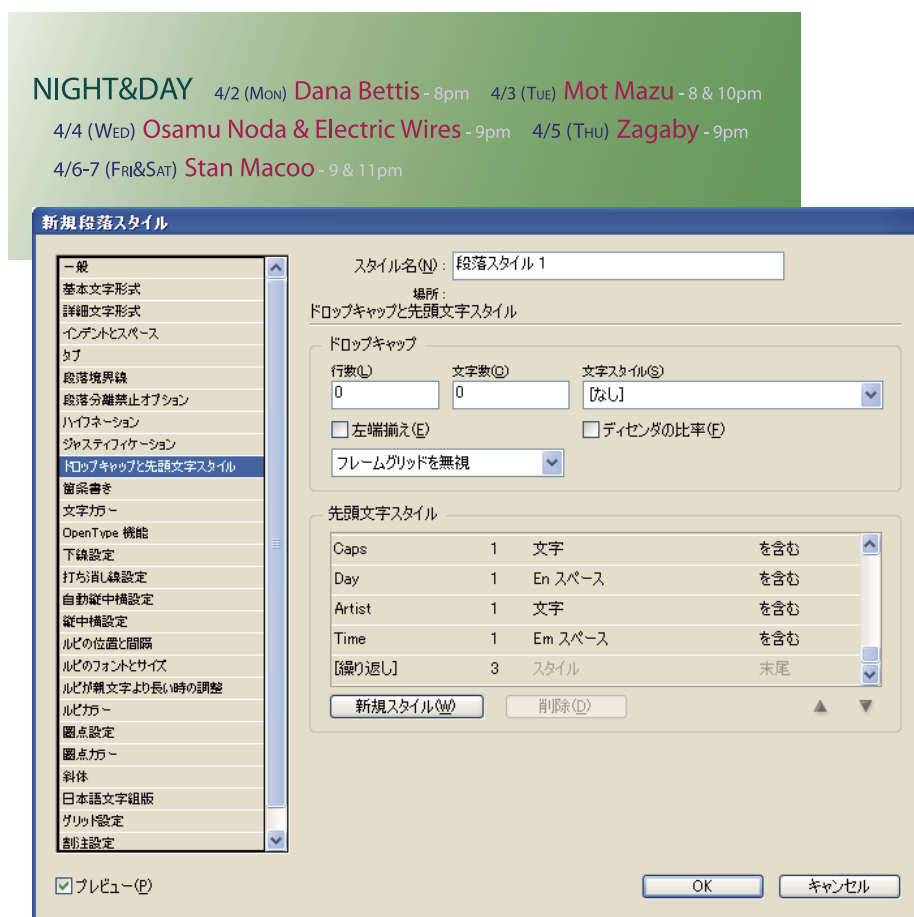 NIGHT&DAY 4/2 (MON) Dana Bettis - 8pm 4/3 (TUE) Mot Mazu - 8 & 10pm
4/4 (WED) Osamu Noda & Electric Wires - 9pm 4/5 (THU) Zagaby - 9pm
4/6-7 (FRI&SAT) Stan Macoo - 9 & 11pm
新規段落スタイル
一般
基本文字形式
詳細文字形式
インデントとスペース
タブ
段落境界線
段落分離禁止オプション
ハイフネーション
ジャスティフィケーション
ドロップキャップと先頭文字スタイル
箇条書き
文字カラー
OpenType 機能
下線設定
打ち消し線設定
自動縦中横設定
縦中横設定
ルビの位置と間隔
ルビのフォントとサイズ
ルビが親文字より長い時の調整
ルビカラー
圏点設定
圏点カラー
斜体
日本語文字組版
グリッド設定
割注設定
スタイル名(N) : 段落スタイル 1
場所 :
ドロップキャップと先頭文字スタイル
ドロップキャップ
行数(L) 文字数(C) 文字スタイル(S)
0 0 [なし]
左端揃え(E) ディセンダの比率(F)
フレームグリッドを無視
先頭文字スタイル
Caps 1 文字 を含む
Day 1 En スペース を含む
Artist 1 文字 を含む
Time 1 Em スペース を含む
[繰り返し] 3 スタイル 末尾
新規スタイル(W) 削除(D)
プレビュー(P) OK キャンセル